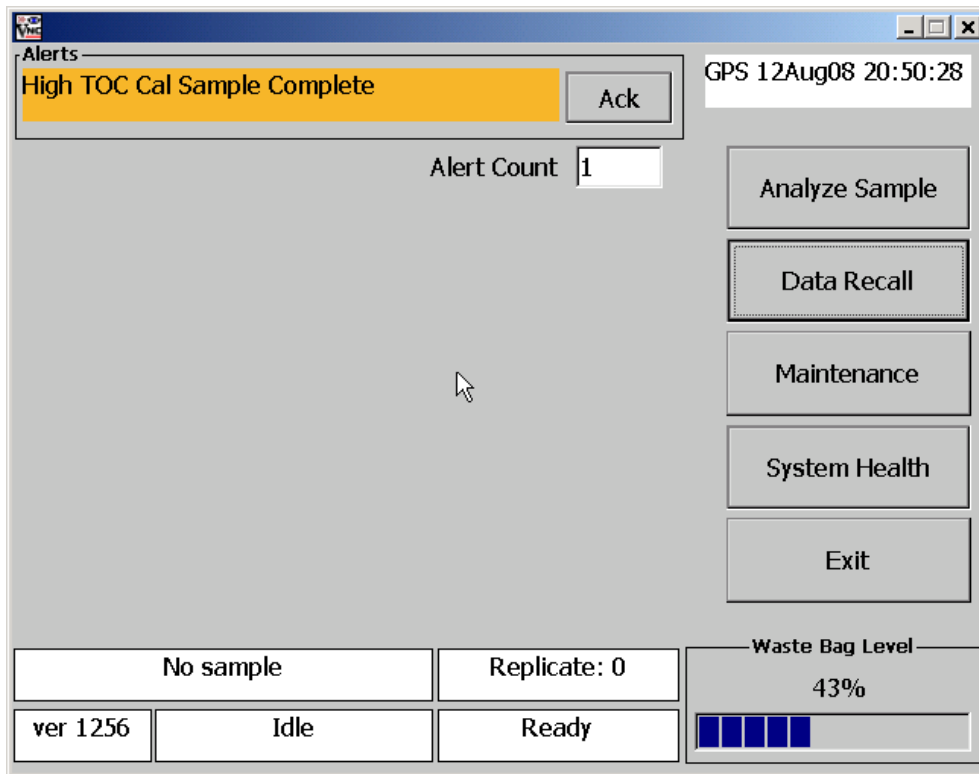 VNC
Alerts
High TOC Cal Sample Complete
Ack
GPS 12Aug08 20:50:28
Alert Count 1
Analyze Sample
Data Recall
Maintenance
System Health
Exit
No sample
Replicate: 0
Waste Bag Level
43%
ver 1256
Idle
Ready